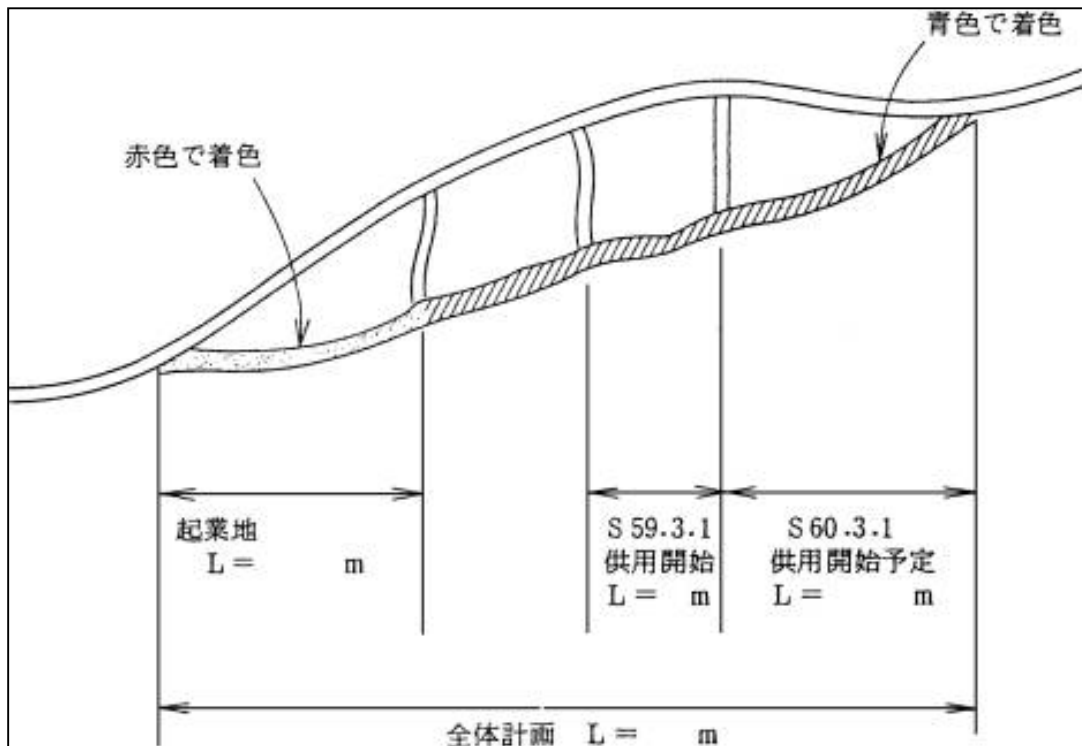 青色で着色
赤色で着色
起業地
L＝　　m
S 59.3.1
供用開始
L＝　m
S 60.3.1
供用開始予定
L＝　　m
全体計画　L＝　　m